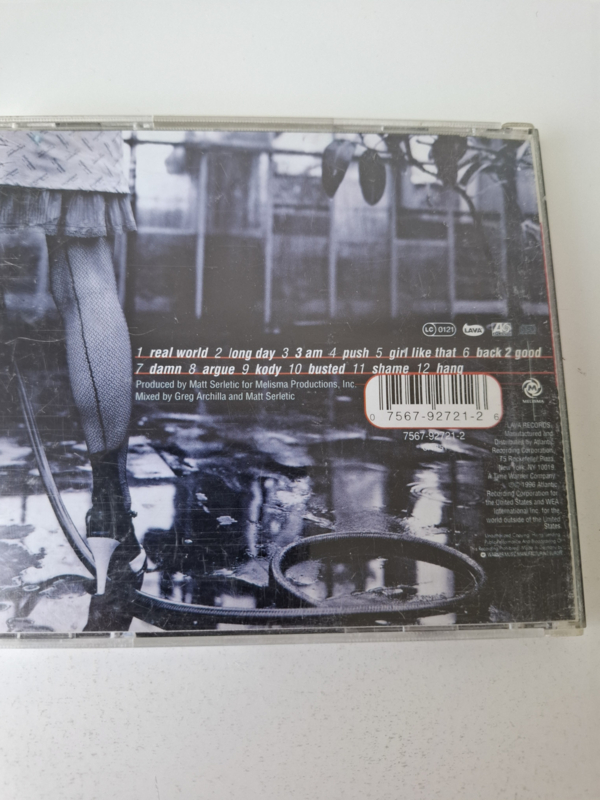 LC 0121 LAVA
1 real world 2 long day 3 3 am 4 push 5 girl like that 6 back 2 good
7 damn 8 argue 9 kody 10 busted 11 shame 12 hang
Produced by Matt Serletic for Melisma Productions, Inc.
Mixed by Greg Archilla and Matt Serletic
0 7567-92721-2 6
7567-92721-2
LAVA RECORDS,
Manufactured and
Distributed by Atlantic
Recording Corporation,
75 Rockefeller Plaza,
New York, NY 10019.
A Time Warner Company.
1996 Atlantic
Recording Corporation for
the United States and WEA
International Inc. for the
world outside of the United
States.